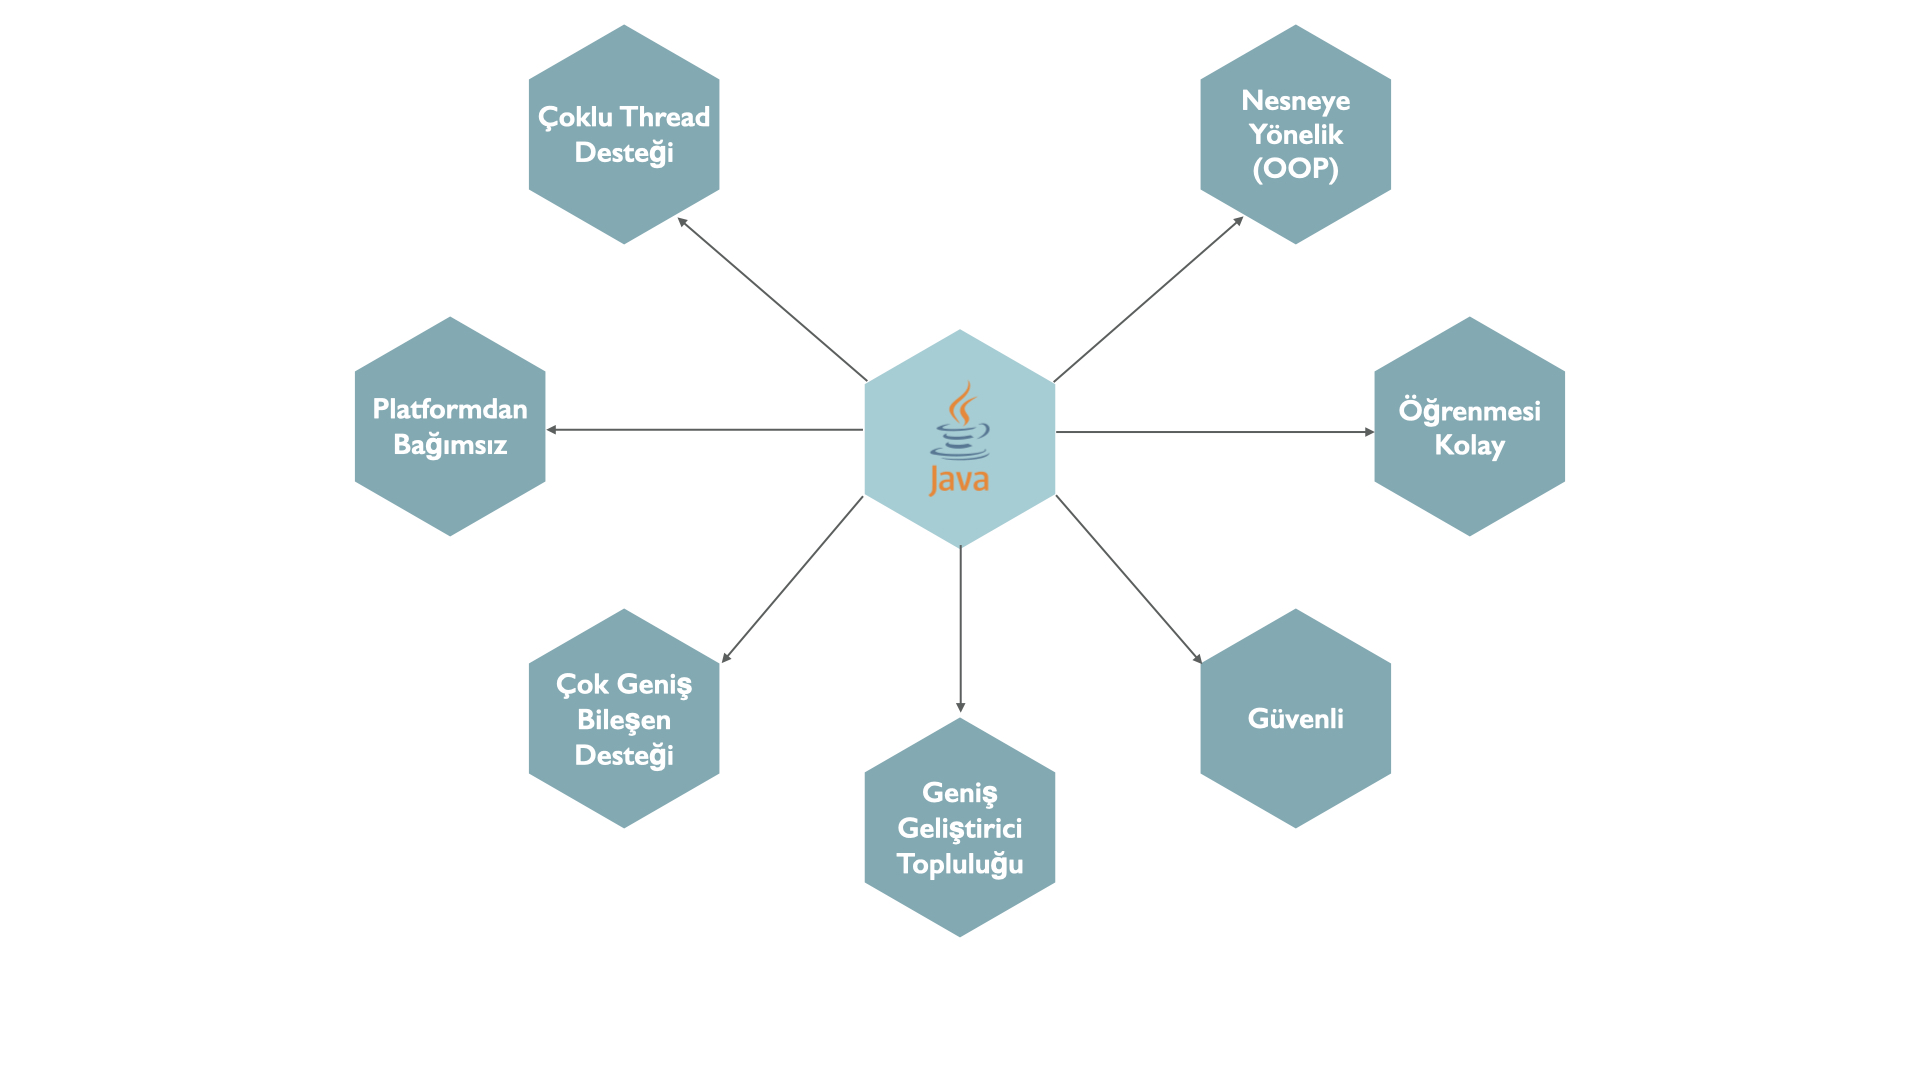 Çoklu Thread
Desteği
Nesneye
Yönelik
(OOP)
Platformdan
Bağımsız
Java
Öğrenmesi
Kolay
Çok Geniş
Bileşen
Desteği
Geniş
Geliştirici
Topluluğu
Güvenli